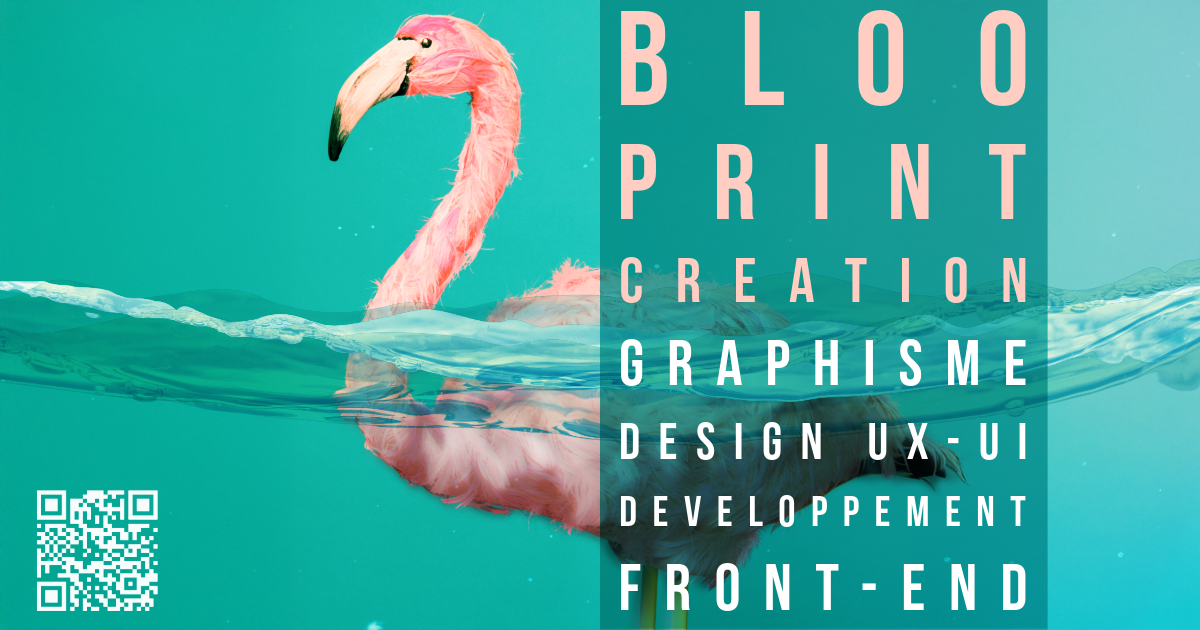 BLOO
PRINT
CREATION
GRAPHISME
DESIGN UX-UI
DEVELOPPEMENT
FRONT-END